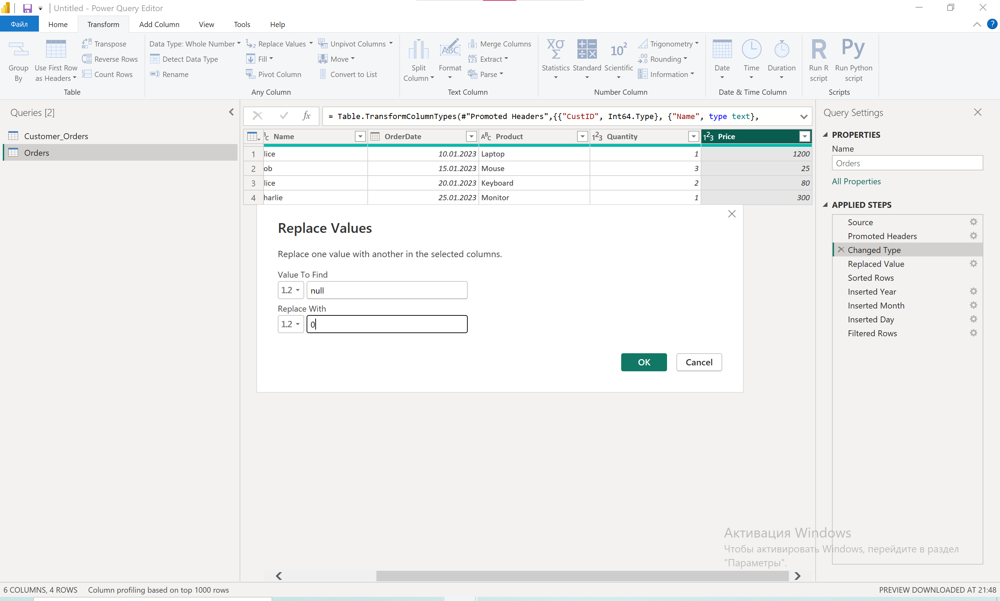 Untitled - Power Query Editor
Файл Home Transform Add Column View Tools Help
Group By
Use First Row as Headers
Transpose
Reverse Rows
Count Rows
Table
Data Type: Whole Number
Detect Data Type
Rename
Replace Values
Fill
Pivot Column
Unpivot Columns
Move
Convert to List
Any Column
Split Column
Format
Merge Columns
Extract
Parse
Text Column
Statistics
Standard
Scientific
Trigonometry
Rounding
Information
Number Column
Date
Time
Duration
Date & Time Column
Run R script
Run Python script
Scripts
Queries [2]
Customer_Orders
Orders
= Table.TransformColumnTypes(#"Promoted Headers",{{"CustID", Int64.Type}, {"Name", type text},
Name OrderDate Product Quantity Price
1 lice 10.01.2023 Laptop 1 1200
2 ob 15.01.2023 Mouse 3 25
3 lice 20.01.2023 Keyboard 2 80
4 harlie 25.01.2023 Monitor 1 300
Replace Values
Replace one value with another in the selected columns.
Value To Find
1.2 null
Replace With
1.2 0
OK Cancel
Query Settings
PROPERTIES
Name
Orders
All Properties
APPLIED STEPS
Source
Promoted Headers
Changed Type
Replaced Value
Sorted Rows
Inserted Year
Inserted Month
Inserted Day
Filtered Rows
Активация Windows
Чтобы активировать Windows, перейдите в раздел
"Параметры".
6 COLUMNS, 4 ROWS Column profiling based on top 1000 rows
PREVIEW DOWNLOADED AT 21:48